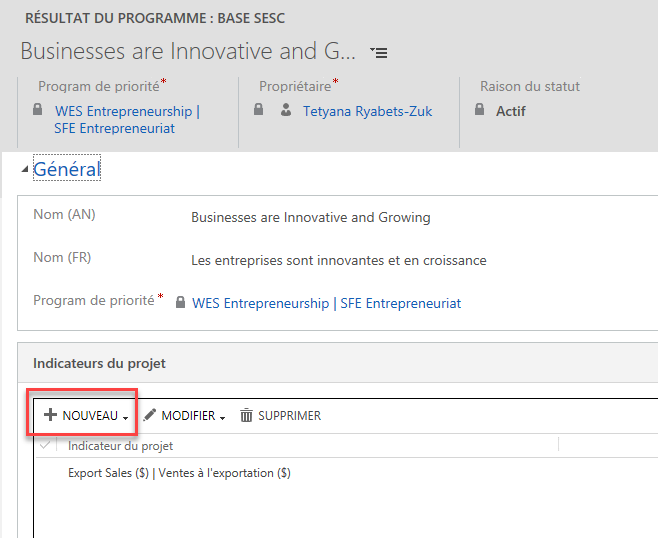 RÉSULTAT DU PROGRAMME : BASE SESC
Businesses are Innovative and G...
Program de priorité*
Propriétaire*
Raison du statut
WES Entrepreneurship |
SFE Entrepreneuriat
Tetyana Ryabets-Zuk
Actif
Général
Nom (AN)
Businesses are Innovative and Growing
Nom (FR)
Les entreprises sont innovantes et en croissance
Program de priorité*
WES Entrepreneurship | SFE Entrepreneuriat
Indicateurs du projet
NOUVEAU
MODIFIER
SUPPRIMER
Indicateur du projet
Export Sales ($) | Ventes à l'exportation ($)